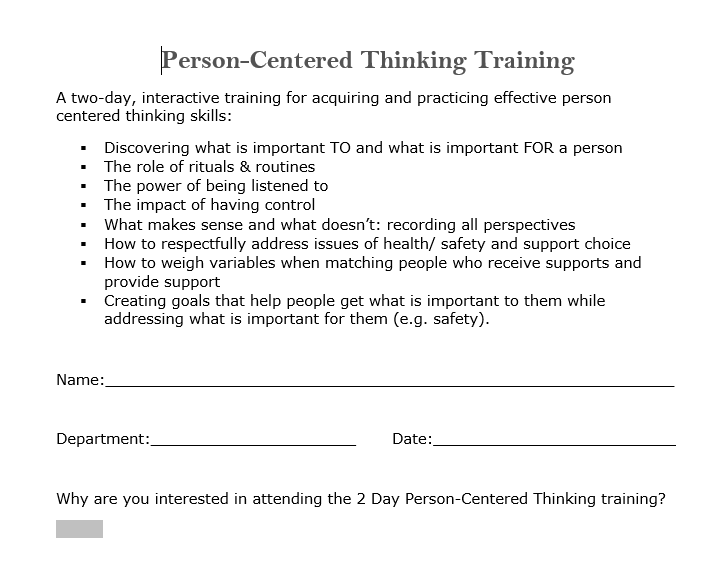 Person-Centered Thinking Training
A two-day, interactive training for acquiring and practicing effective person
centered thinking skills:
▪ Discovering what is important TO and what is important FOR a person
▪ The role of rituals & routines
▪ The power of being listened to
▪ The impact of having control
▪ What makes sense and what doesn’t: recording all perspectives
▪ How to respectfully address issues of health/ safety and support choice
▪ How to weigh variables when matching people who receive supports and
provide support
▪ Creating goals that help people get what is important to them while
addressing what is important for them (e.g. safety).
Name:
Department: Date:
Why are you interested in attending the 2 Day Person-Centered Thinking training?